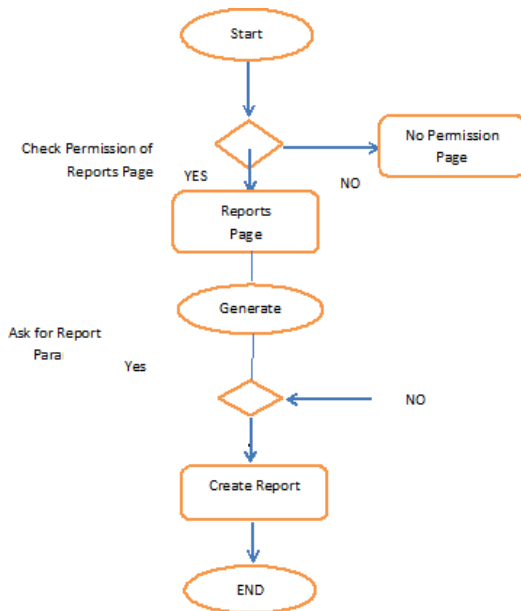 Start
Check Permission of
Reports Page
No Permission
Page
YES
NO
Reports
Page
Generate
Ask for Report
Para
Yes
NO
Create Report
END